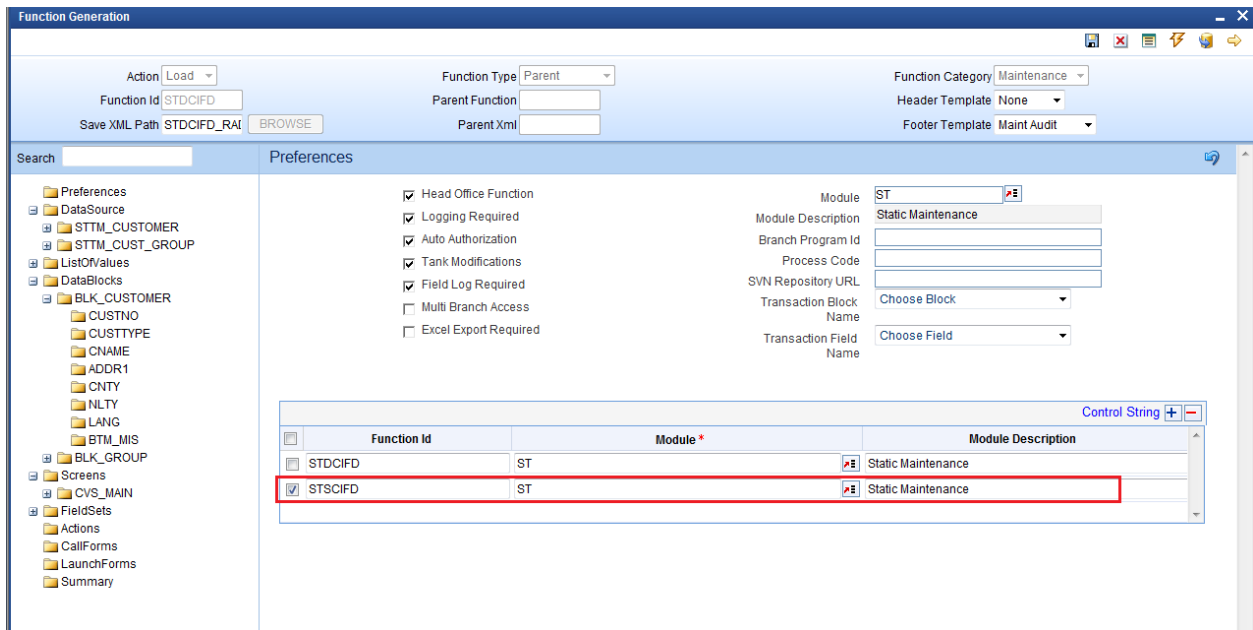 Function Generation
Action Load
Function Type Parent
Function Category Maintenance
Function Id STDCIFD
Parent Function
Header Template None
Save XML Path STDCIFD_RAD BROWSE
Parent Xml
Footer Template Maint Audit
Search
Preferences
Preferences
DataSource
STTM_CUSTOMER
STTM_CUST_GROUP
ListOfValues
DataBlocks
BLK_CUSTOMER
CUSTNO
CUSTTYPE
CNAME
ADDR1
CNTY
NLTY
LANG
BTM_MIS
BLK_GROUP
Screens
CVS_MAIN
FieldSets
Actions
CallForms
LaunchForms
Summary
Head Office Function
Logging Required
Auto Authorization
Tank Modifications
Field Log Required
Multi Branch Access
Excel Export Required
Module ST
Module Description Static Maintenance
Branch Program Id
Process Code
SVN Repository URL
Transaction Block
Name
Choose Block
Transaction Field
Name
Choose Field
Control String
Function Id Module * Module Description
STDCIFD ST Static Maintenance
STSCIFD ST Static Maintenance